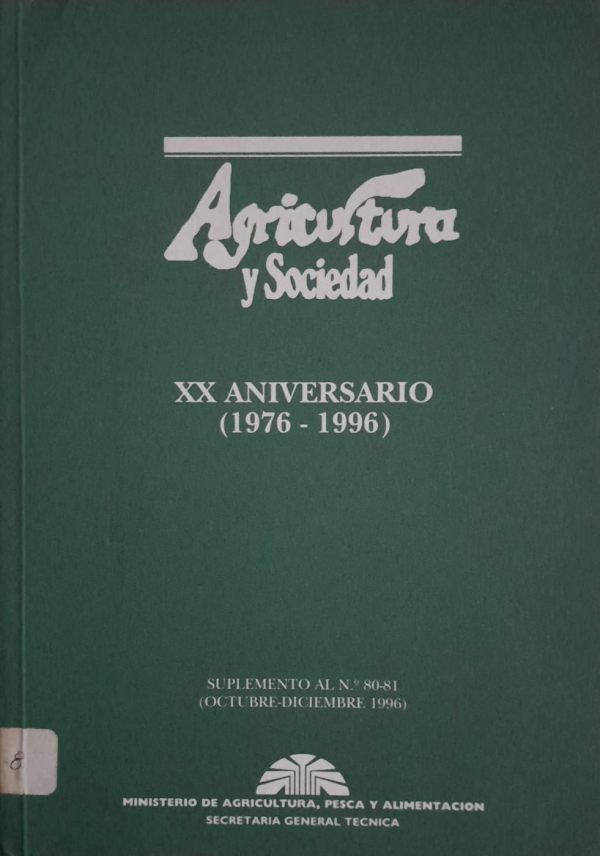 Agricultura
y Sociedad
XX ANIVERSARIO
(1976 - 1996)
SUPLEMENTO AL N.º 80-81
(OCTUBRE-DICIEMBRE 1996)
8
MINISTERIO DE AGRICULTURA, PESCA Y ALIMENTACION
SECRETARIA GENERAL TECNICA